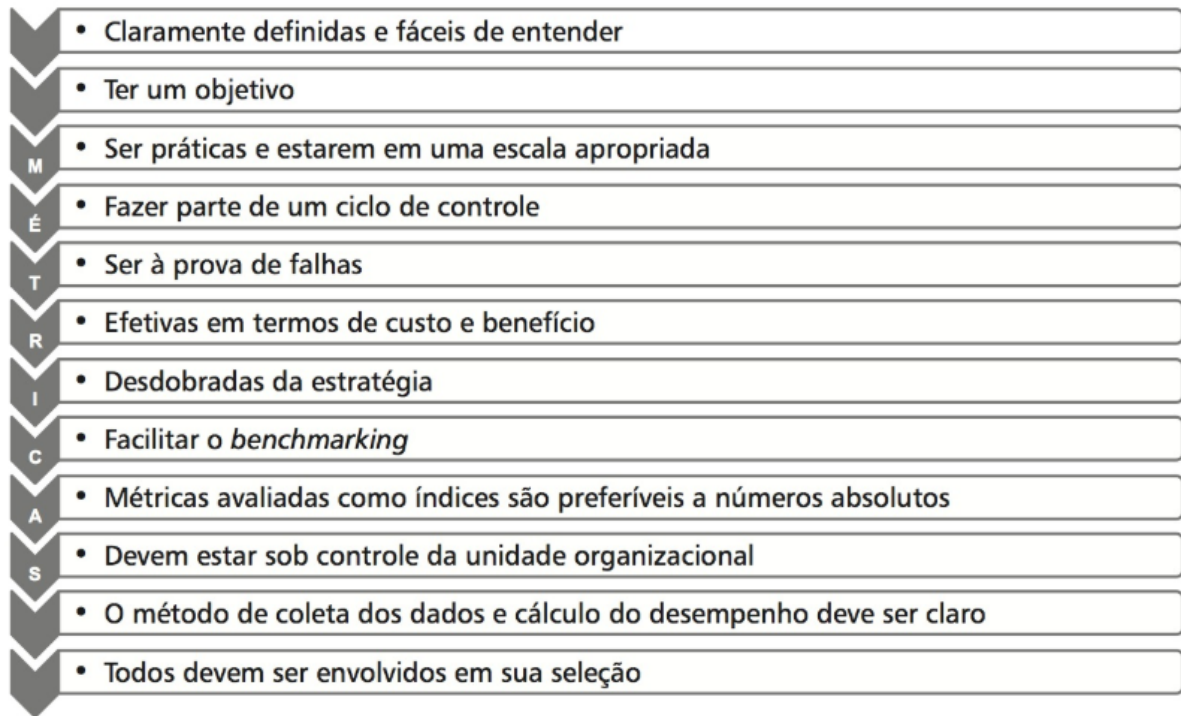 • Claramente definidas e fáceis de entender
• Ter um objetivo
M • Ser práticas e estarem em uma escala apropriada
É • Fazer parte de um ciclo de controle
T • Ser à prova de falhas
R • Efetivas em termos de custo e benefício
I • Desdobradas da estratégia
C • Facilitar o benchmarking
A • Métricas avaliadas como índices são preferíveis a números absolutos
S • Devem estar sob controle da unidade organizacional
• O método de coleta dos dados e cálculo do desempenho deve ser claro
• Todos devem ser envolvidos em sua seleção